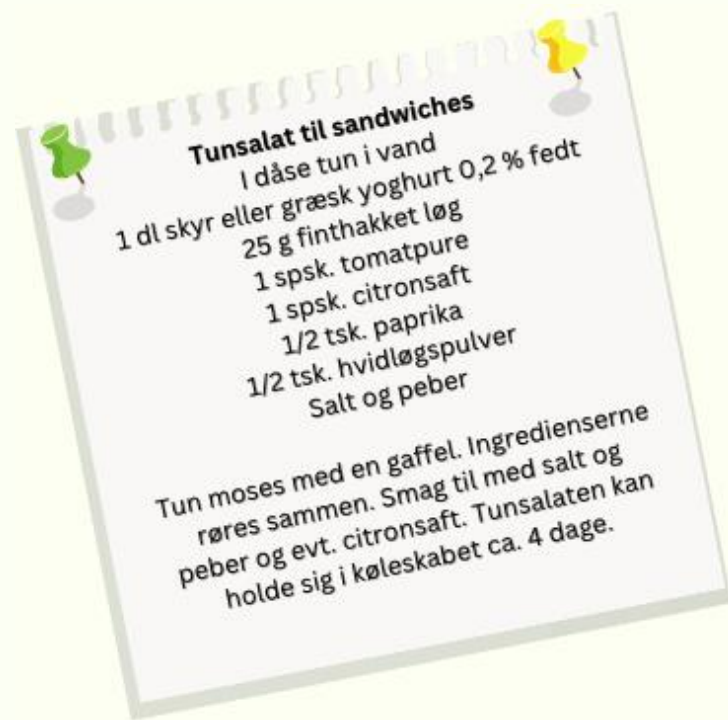 Tunsalat til sandwiches
I dåse tun i vand
1 dl skyr eller græsk yoghurt 0,2 % fedt
25 g finthakket løg
1 spsk. tomatpure
1 spsk. citronsaft
1/2 tsk. paprika
1/2 tsk. hvidløgspulver
Salt og peber
Tun moses med en gaffel. Ingredienserne
røres sammen. Smag til med salt og
peber og evt. citronsaft. Tunsalaten kan
holde sig i køleskabet ca. 4 dage.